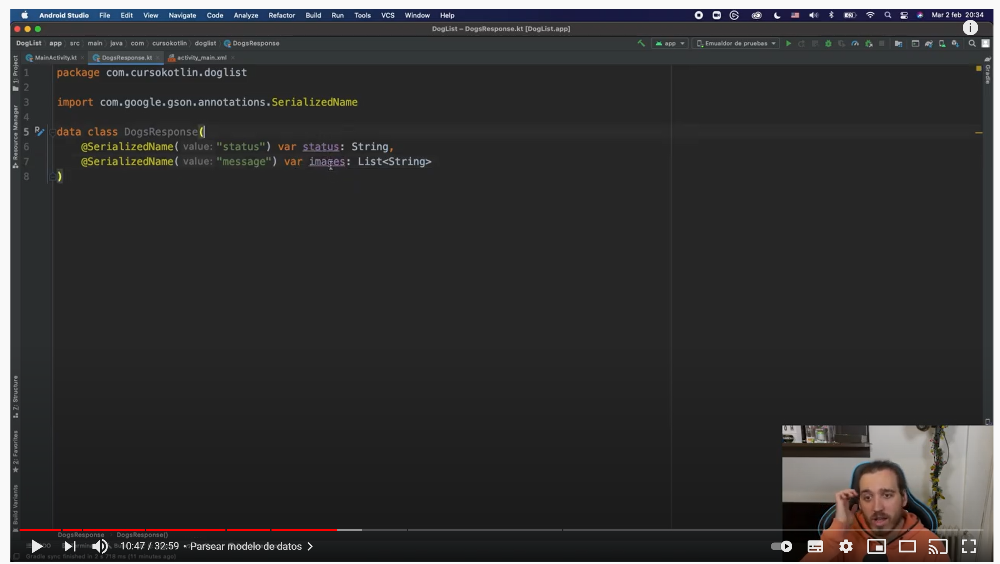 Android Studio File Edit View Navigate Code Analyze Refactor Build Run Tools VCS Window Help Mar 2 feb 20:34
DogList – DogsResponse.kt [DogList.app]
DogList app src main java com cursokotlin doglist DogsResponse app Emualdor de pruebas
MainActivity.kt DogsResponse.kt activity_main.xml
1: Project
Resource Manager
Z: Structure
2: Favorites
Build Variants
Gradle
1 package com.cursokotlin.doglist
2
3 import com.google.gson.annotations.SerializedName
4
5 data class DogsResponse(
6 @SerializedName( value: "status") var status: String,
7 @SerializedName( value: "message") var images: List<String>
8 )
DogsResponse DogsResponse()
10:47 / 32:59 • Parsear modelo de datos
Gradle sync finished in 2 s 718 ms (11 minutes ago)